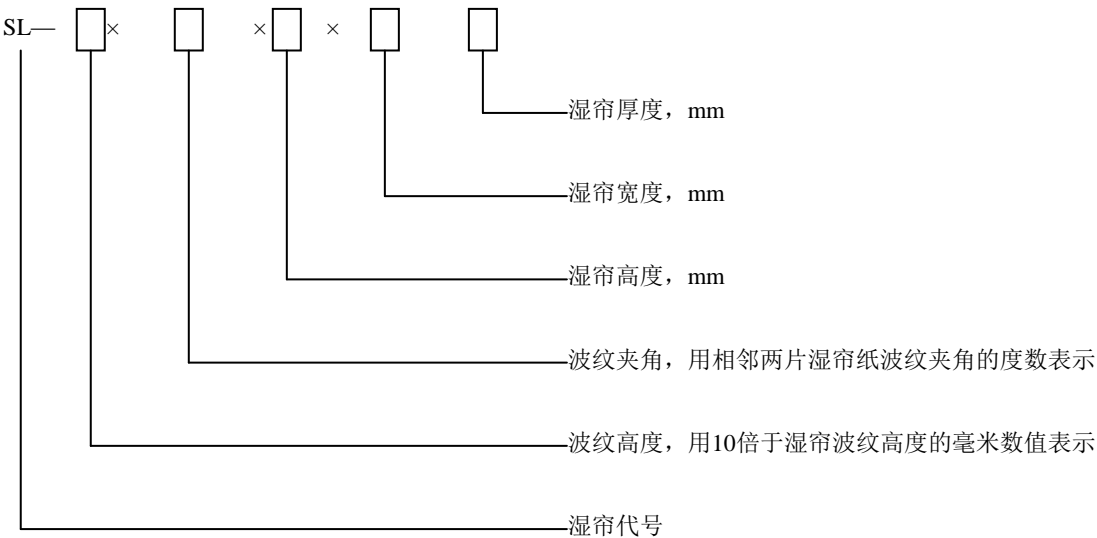 SL— □× □ ×□ × □ □
湿帘厚度，mm
湿帘宽度，mm
湿帘高度，mm
波纹夹角，用相邻两片湿帘纸波纹夹角的度数表示
波纹高度，用10倍于湿帘波纹高度的毫米数值表示
湿帘代号